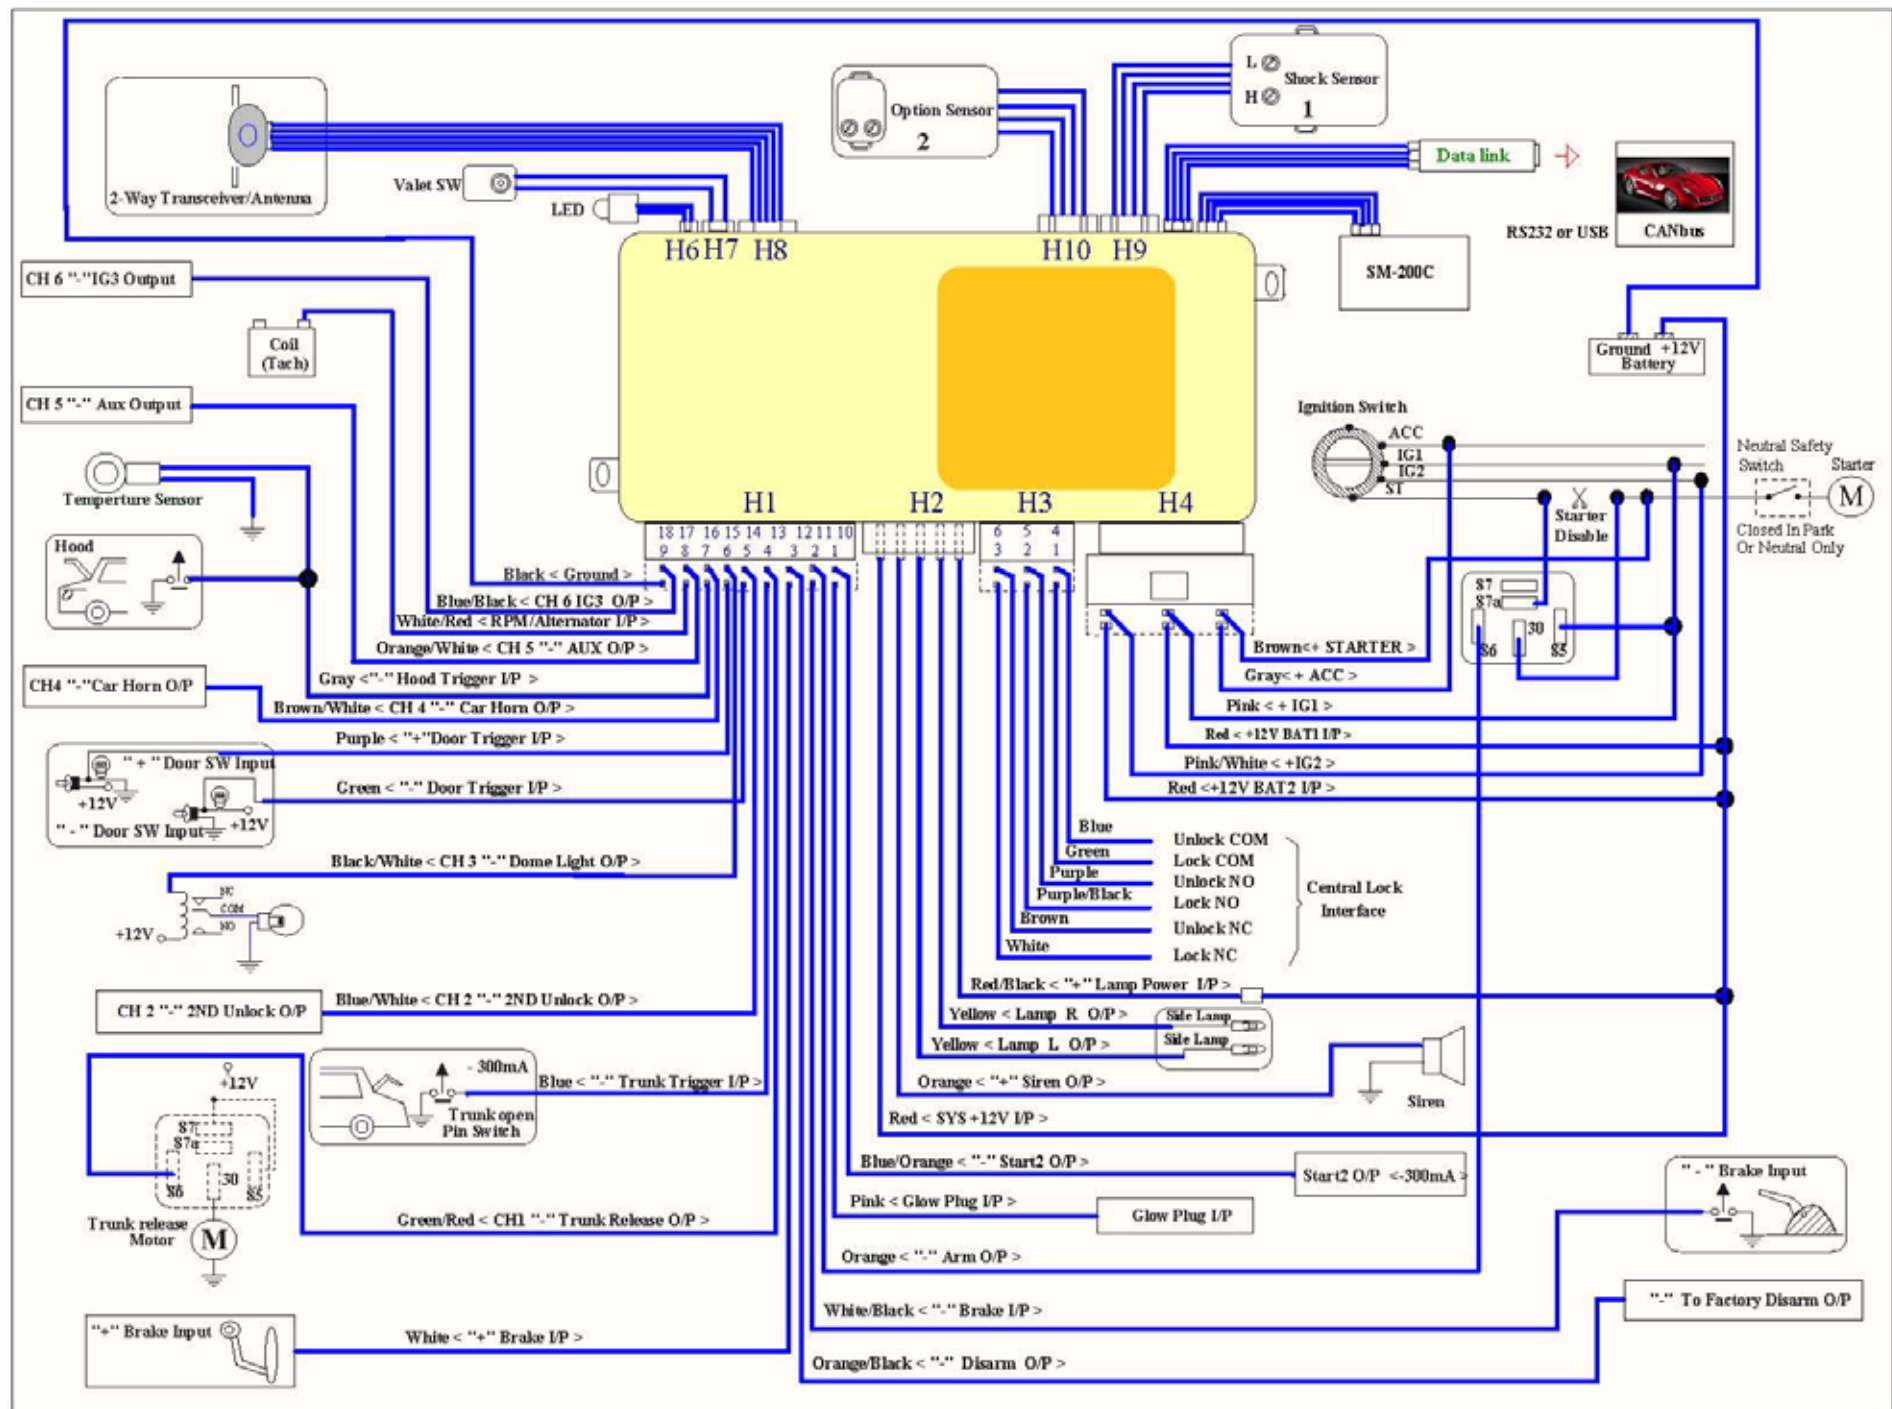 L
Shock Sensor
H
1
Option Sensor
2
2-Way Transceiver/Antenna
Valet SW
LED
Data link
RS232 or USB
CANbus
SM-200C
H6 H7 H8
H10 H9
CH 6 "-"IG3 Output
Coil
(Tach)
CH 5 "-" Aux Output
Temperture Sensor
Hood
CH4 "-"Car Horn O/P
Ground +12V
Battery
Ignition Switch
ACC
IG1
IG2
ST
Neutral Safety
Switch
Starter
M
Starter
Disable
Closed In Park
Or Neutral Only
87
87a
30
86
85
H1
H2
H3
H4
18 17 16 15 14 13 12 11 10
9 8 7 6 5 4 3 2 1
6 5 4
3 2 1
Black < Ground >
Blue/Black < CH 6 IG3 O/P >
White/Red < RPM/Alternator I/P >
Orange/White < CH 5 "-" AUX O/P >
Gray <"-" Hood Trigger I/P >
Brown/White < CH 4 "-" Car Horn O/P >
Purple < "+"Door Trigger I/P >
Green < "-" Door Trigger I/P >
Black/White < CH 3 "-" Dome Light O/P >
Blue/White < CH 2 "-" 2ND Unlock O/P >
Blue < "-" Trunk Trigger I/P >
Green/Red < CH1 "-" Trunk Release O/P >
White < "+" Brake I/P >
" + " Door SW Input
+12V
" - " Door SW Input
+12V
NC
COM
NO
+12V
CH 2 "-" 2ND Unlock O/P
- 300mA
Trunk open
Pin Switch
+12V
87
87a
30
86
85
Trunk release
Motor
M
"+" Brake Input
Brown<+ STARTER >
Gray< + ACC >
Pink < + IG1 >
Red < +12V BAT1 I/P >
Pink/White < +IG2 >
Red <+12V BAT2 I/P >
Blue
Unlock COM
Green
Lock COM
Purple
Unlock NO
Purple/Black
Lock NO
Brown
Unlock NC
White
Lock NC
Central Lock
Interface
Red/Black < "+" Lamp Power I/P >
Yellow < Lamp R O/P >
Side Lamp
Yellow < Lamp L O/P >
Side Lamp
Orange < "+" Siren O/P >
Siren
Red < SYS +12V I/P >
Blue/Orange < "-" Start2 O/P >
Start2 O/P <-300mA >
Pink < Glow Plug I/P >
Glow Plug I/P
Orange < "-" Arm O/P >
White/Black < "-" Brake I/P >
Orange/Black < "-" Disarm O/P >
" - " Brake Input
"-" To Factory Disarm O/P